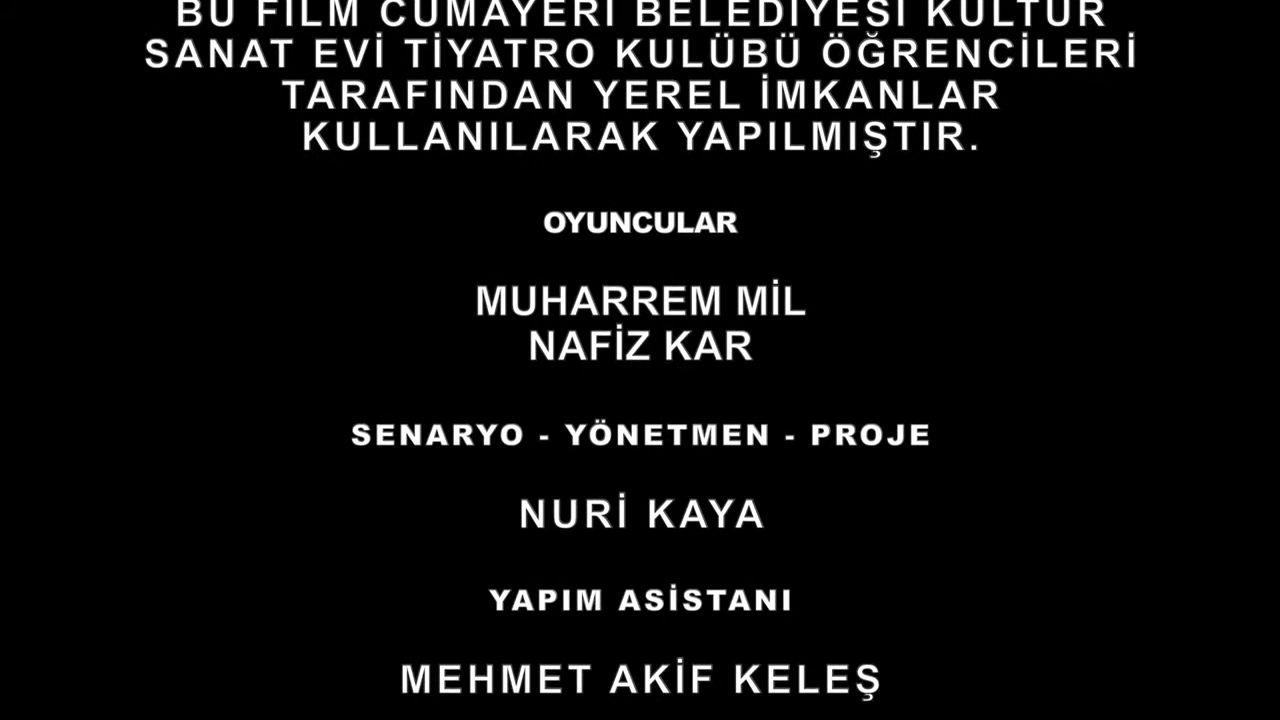 BU FİLM CUMAYERİ BELEDİYESİ KÜLTÜR
SANAT EVİ TİYATRO KULÜBÜ ÖĞRENCİLERİ
TARAFINDAN YEREL İMKANLAR
KULLANILARAK YAPILMIŞTIR.
OYUNCULAR
MUHARREM MİL
NAFİZ KAR
SENARYO - YÖNETMEN - PROJE
NURİ KAYA
YAPIM ASİSTANI
MEHMET AKİF KELEŞ